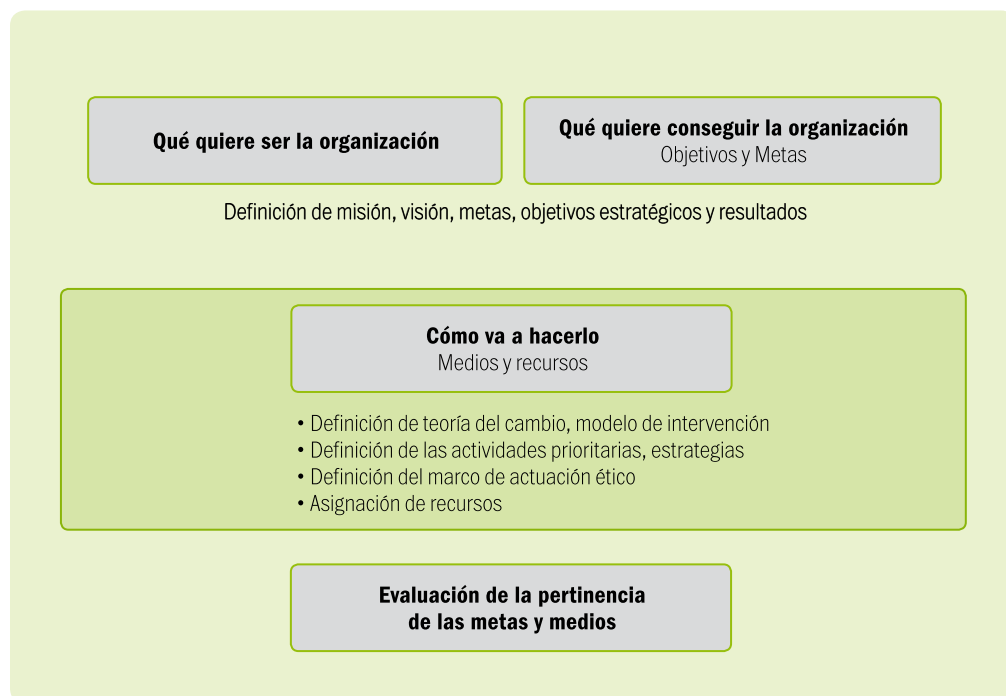 Qué quiere ser la organización
Qué quiere conseguir la organización
Objetivos y Metas
Definición de misión, visión, metas, objetivos estratégicos y resultados
Cómo va a hacerlo
Medios y recursos
• Definición de teoría del cambio, modelo de intervención
• Definición de las actividades prioritarias, estrategias
• Definición del marco de actuación ético
• Asignación de recursos
Evaluación de la pertinencia
de las metas y medios